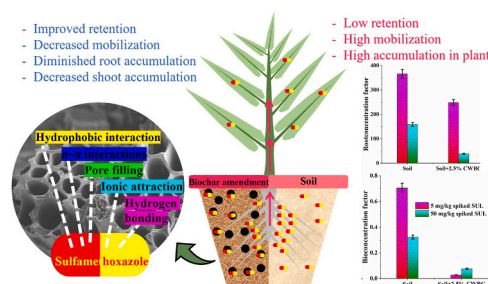 - Improved retention
- Decreased mobilization
- Diminished root accumulation
- Decreased shoot accumulation
- Low retention
- High mobilization
- High accumulation in plant
Hydrophobic interaction
π-π interactions
Pore filling
Ionic attraction
Hydrogen
bonding
Sulfame hoxazole
Biochar amendment Soil
Rootconcentration factor
400
300
200
100
0
Soil Soil+2.5% CWBC
Bioconcentration factor
0.8
0.6
0.4
0.2
0.0
5 mg/kg spiked SUL
50 mg/kg spiked SUL
Soil Soil+2.5% CWBC